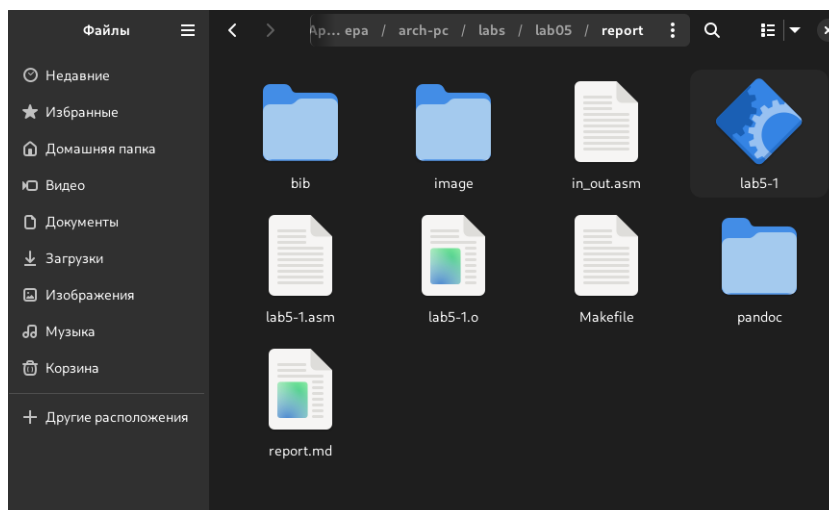 Файлы
Ap... epa / arch-pc / labs / lab05 / report
Недавние
Избранные
Домашняя папка
Видео
Документы
Загрузки
Изображения
Музыка
Корзина
Другие расположения
bib image in_out.asm lab5-1
lab5-1.asm lab5-1.o Makefile pandoc
report.md